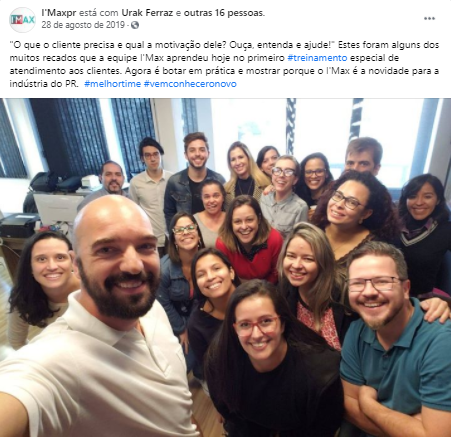 I'Maxpr está com Urak Ferraz e outras 16 pessoas.
28 de agosto de 2019 ·
"O que o cliente precisa e qual a motivação dele? Ouça, entenda e ajude!" Estes foram alguns dos
muitos recados que a equipe I'Max aprendeu hoje no primeiro #treinamento especial de
atendimento aos clientes. Agora é botar em prática e mostrar porque o I'Max é a novidade para a
indústria do PR. #melhortime #vemconheceronovo
I'MAX